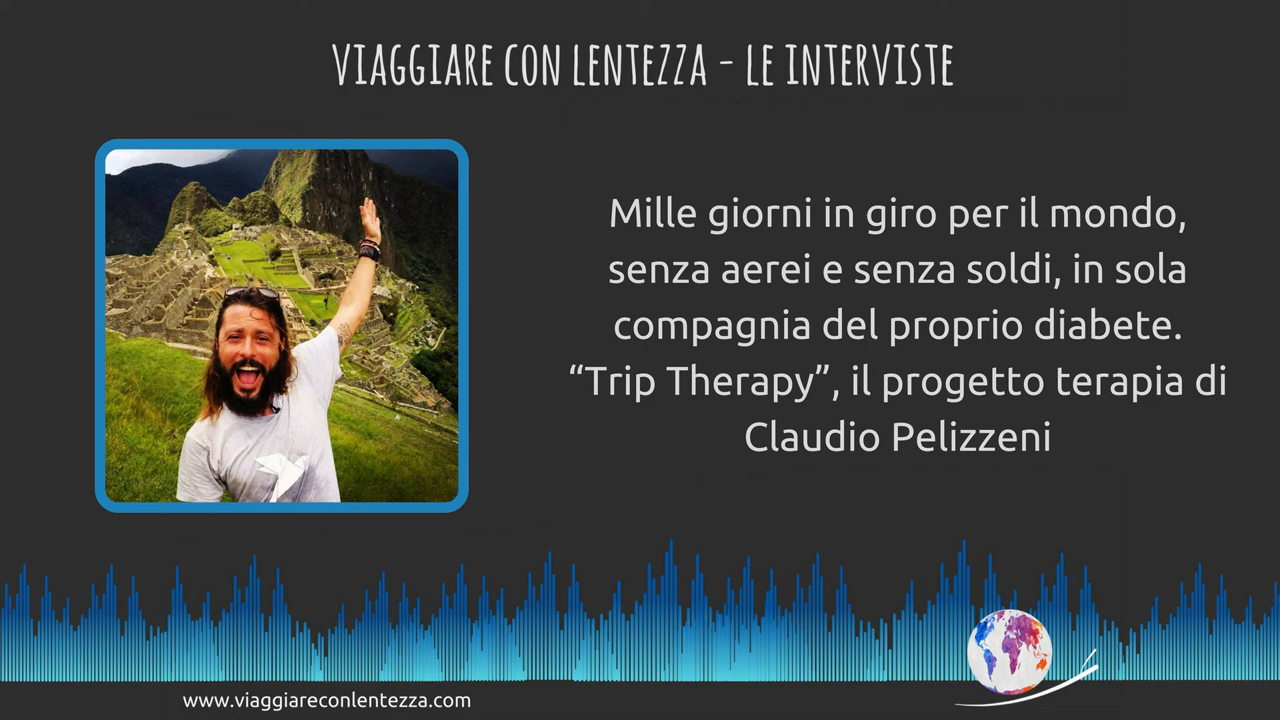 VIAGGIARE CON LENTEZZA - LE INTERVISTE
Mille giorni in giro per il mondo,
senza aerei e senza soldi, in sola
compagnia del proprio diabete.
“Trip Therapy”, il progetto terapia di
Claudio Pelizzeni
www.viaggiareconlentezza.com